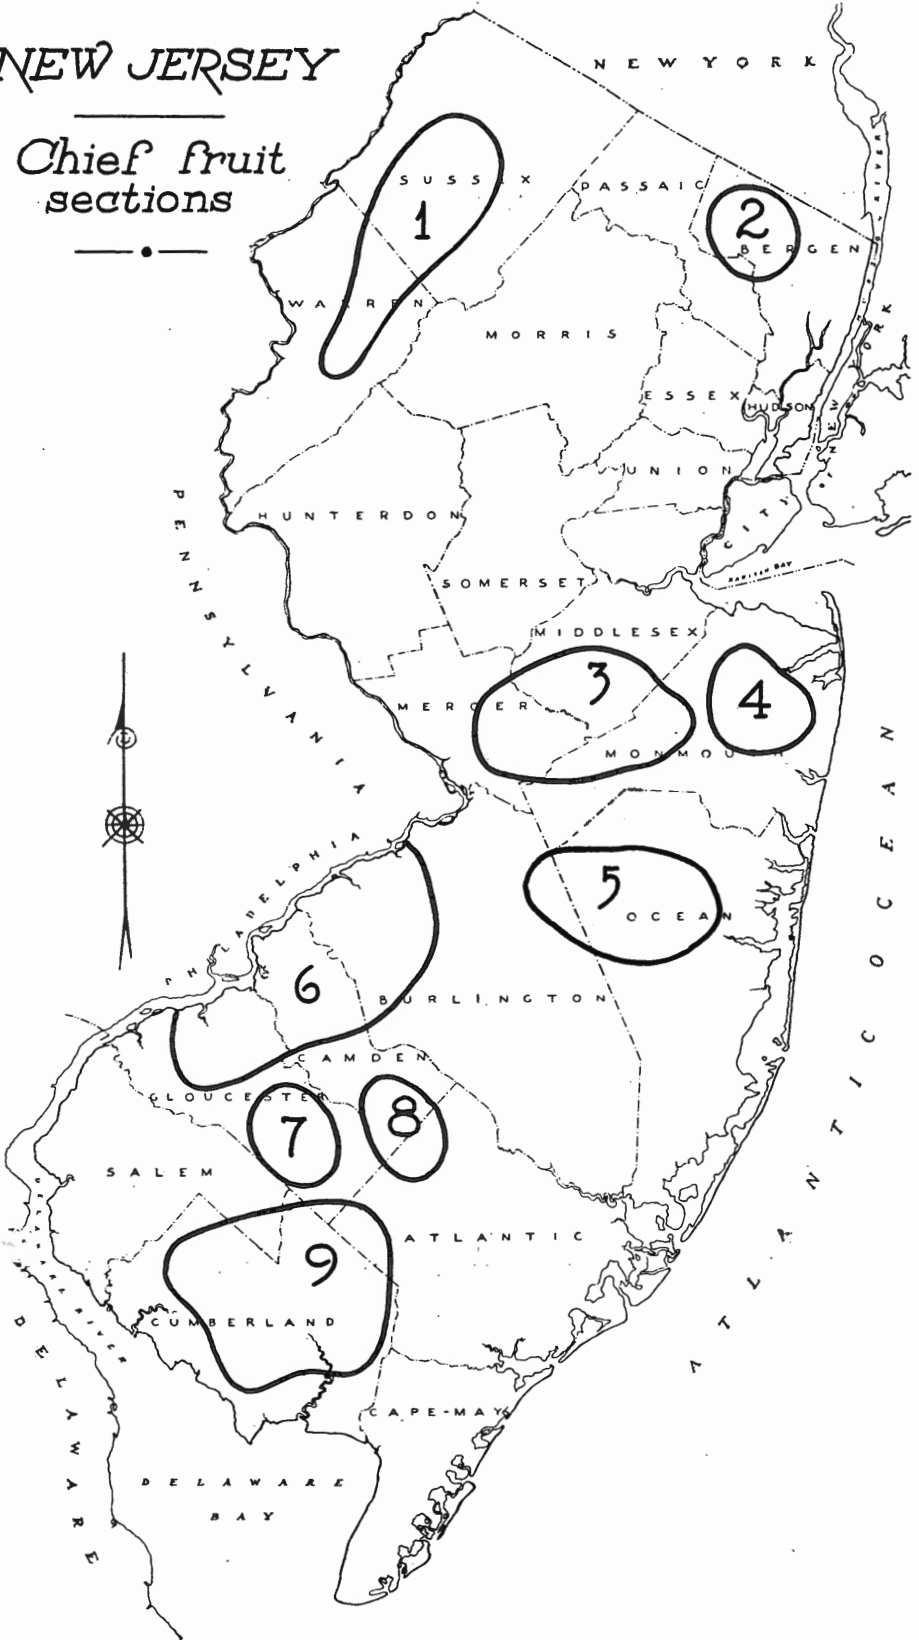 NEW JERSEY
Chief fruit
sections
NEW YORK
SUSSEX
PASSAIC
1
2
BERGEN
WARREN
MORRIS
ESSEX
HUDSON
UNION
NEW YORK
CITY
PENNSYLVANIA
HUNTERDON
SOMERSET
RARITAN BAY
MIDDLESEX
3
4
MERCER
MONMOUTH
ATLANTIC OCEAN
PHILADELPHIA
5
OCEAN
6
BURLINGTON
CAMDEN
GLOUCESTER
7
8
SALEM
ATLANTIC
9
CUMBERLAND
DELAWARE RIVER
DELAWARE
CAPE-MAY
DELAWARE
BAY